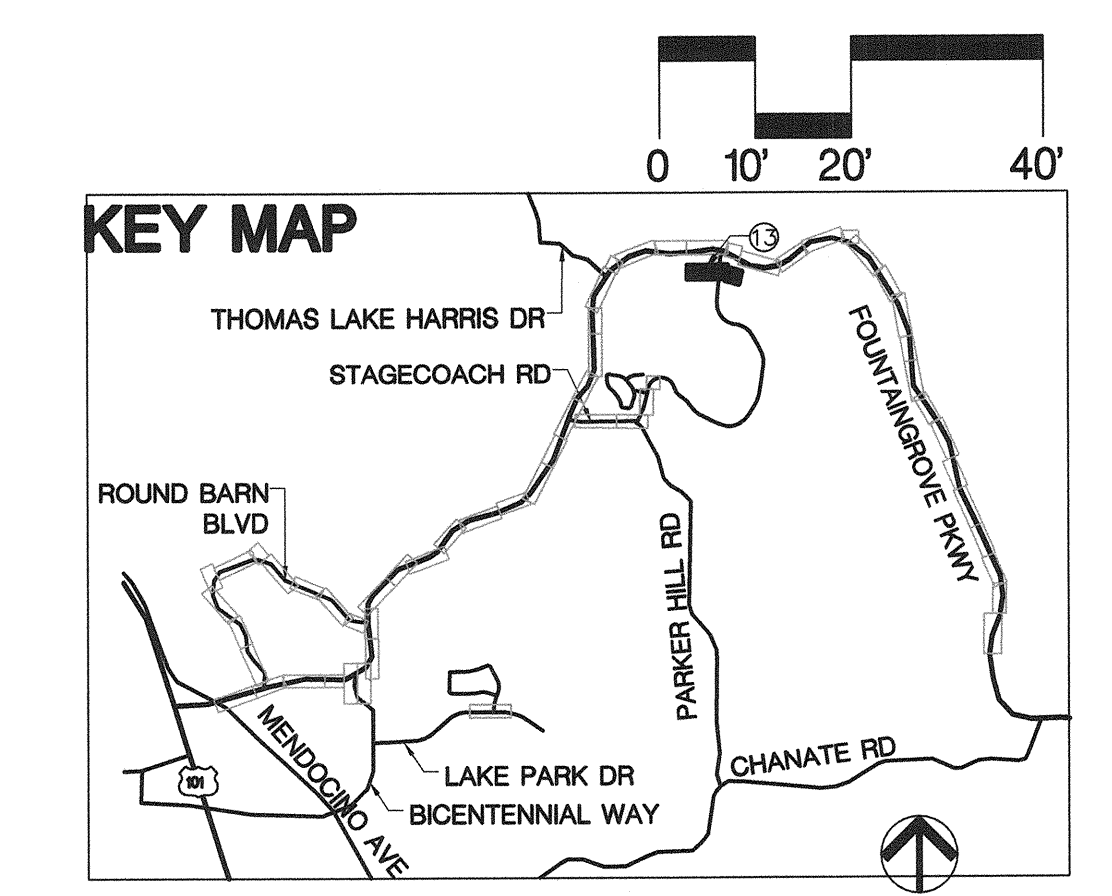 0 10' 20' 40'
KEY MAP
13
THOMAS LAKE HARRIS DR
STAGECOACH RD
FOUNTAINGROVE PKWY
ROUND BARN
BLVD
PARKER HILL RD
MENDOCINO AVE
CHANATE RD
101
LAKE PARK DR
BICENTENNIAL WAY